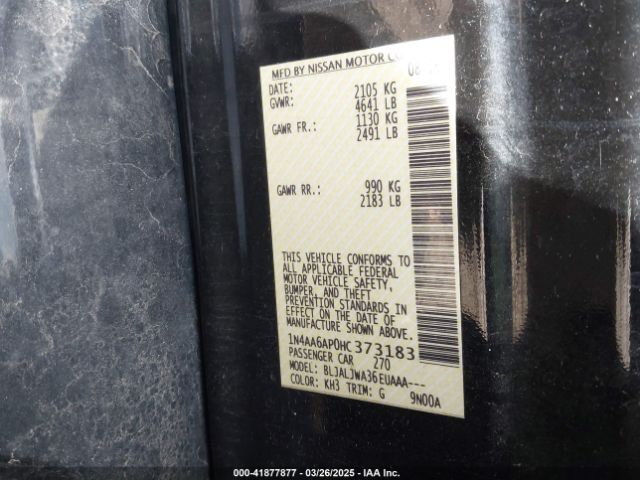 MFD BY NISSAN MOTOR CO
DATE:
GVWR: 2105 KG
4641 LB
GAWR FR.: 1130 KG
2491 LB
GAWR RR.: 990 KG
2183 LB
THIS VEHICLE CONFORMS TO
ALL APPLICABLE FEDERAL
MOTOR VEHICLE SAFETY,
BUMPER, AND THEFT
PREVENTION STANDARDS IN
EFFECT ON THE DATE OF
MANUFACTURE SHOWN ABOVE.
1N4AA6AP0HC373183
PASSENGER CAR 270
MODEL: BLJALJWA36EUAAA---
COLOR: KH3 TRIM: G 9N00A
000-41877877 | 03/26/2025 | IAA Inc.